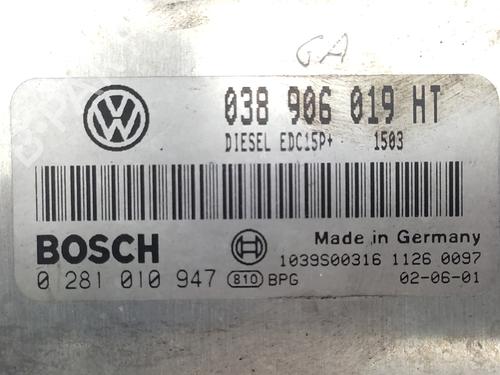 GA
038 906 019 HT
DIESEL EDC15P+ 1503
BOSCH
Made in Germany
1039S00316 1126 0097
0 281 010 947 810 BPG
02-06-01